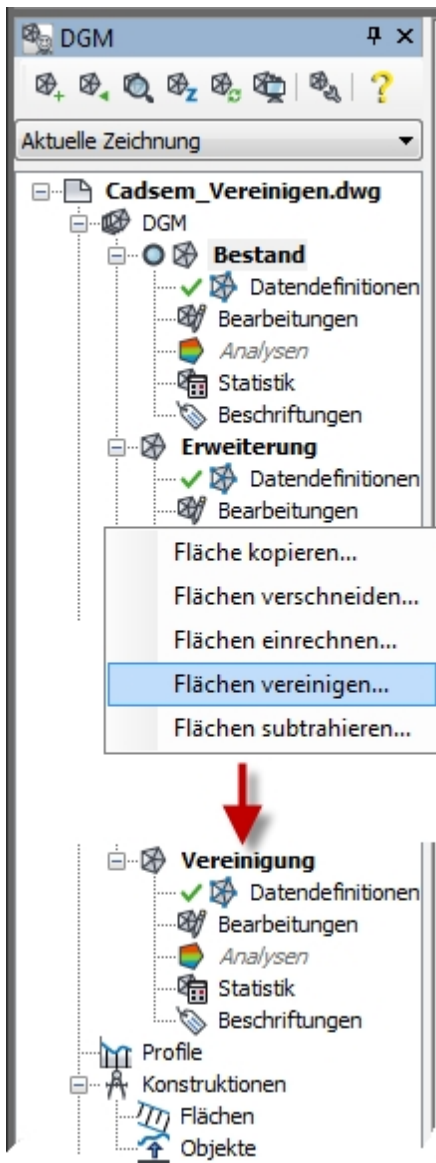 DGM
Aktuelle Zeichnung
Cadsem_Vereinigen.dwg
DGM
Bestand
Datendefinitionen
Bearbeitungen
Analysen
Statistik
Beschriftungen
Erweiterung
Datendefinitionen
Bearbeitungen
Fläche kopieren...
Flächen verschneiden...
Flächen einrechnen...
Flächen vereinigen...
Flächen subtrahieren...
Vereinigung
Datendefinitionen
Bearbeitungen
Analysen
Statistik
Beschriftungen
Profile
Konstruktionen
Flächen
Objekte